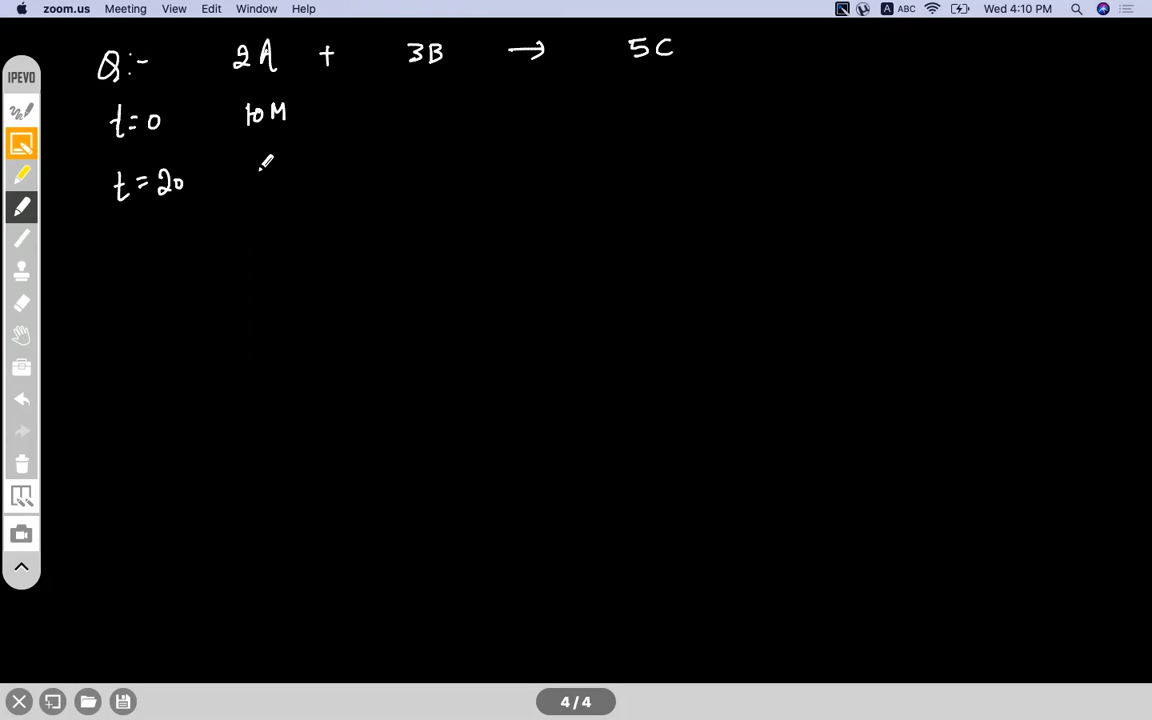 zoom.us Meeting View Edit Window Help A ABC Wed 4:10 PM
Q:- 2A + 3B → 5C
IPEVO
t=0 10M
t=20
4/4